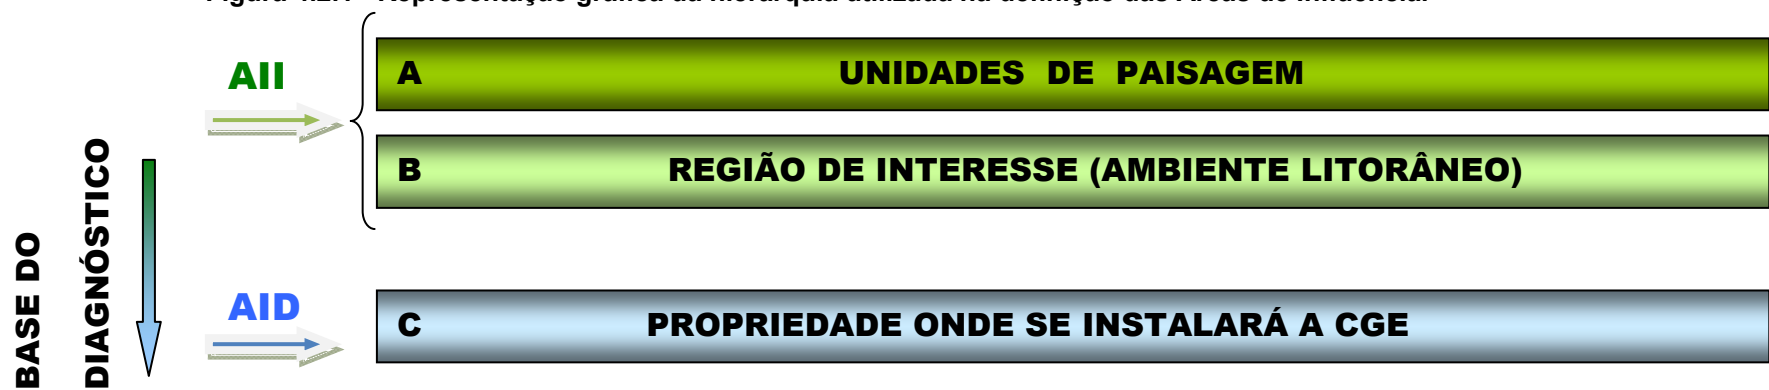 AII
A UNIDADES DE PAISAGEM
B REGIÃO DE INTERESSE (AMBIENTE LITORÂNEO)
BASE DO
DIAGNÓSTICO
AID
C PROPRIEDADE ONDE SE INSTALARÁ A CGE